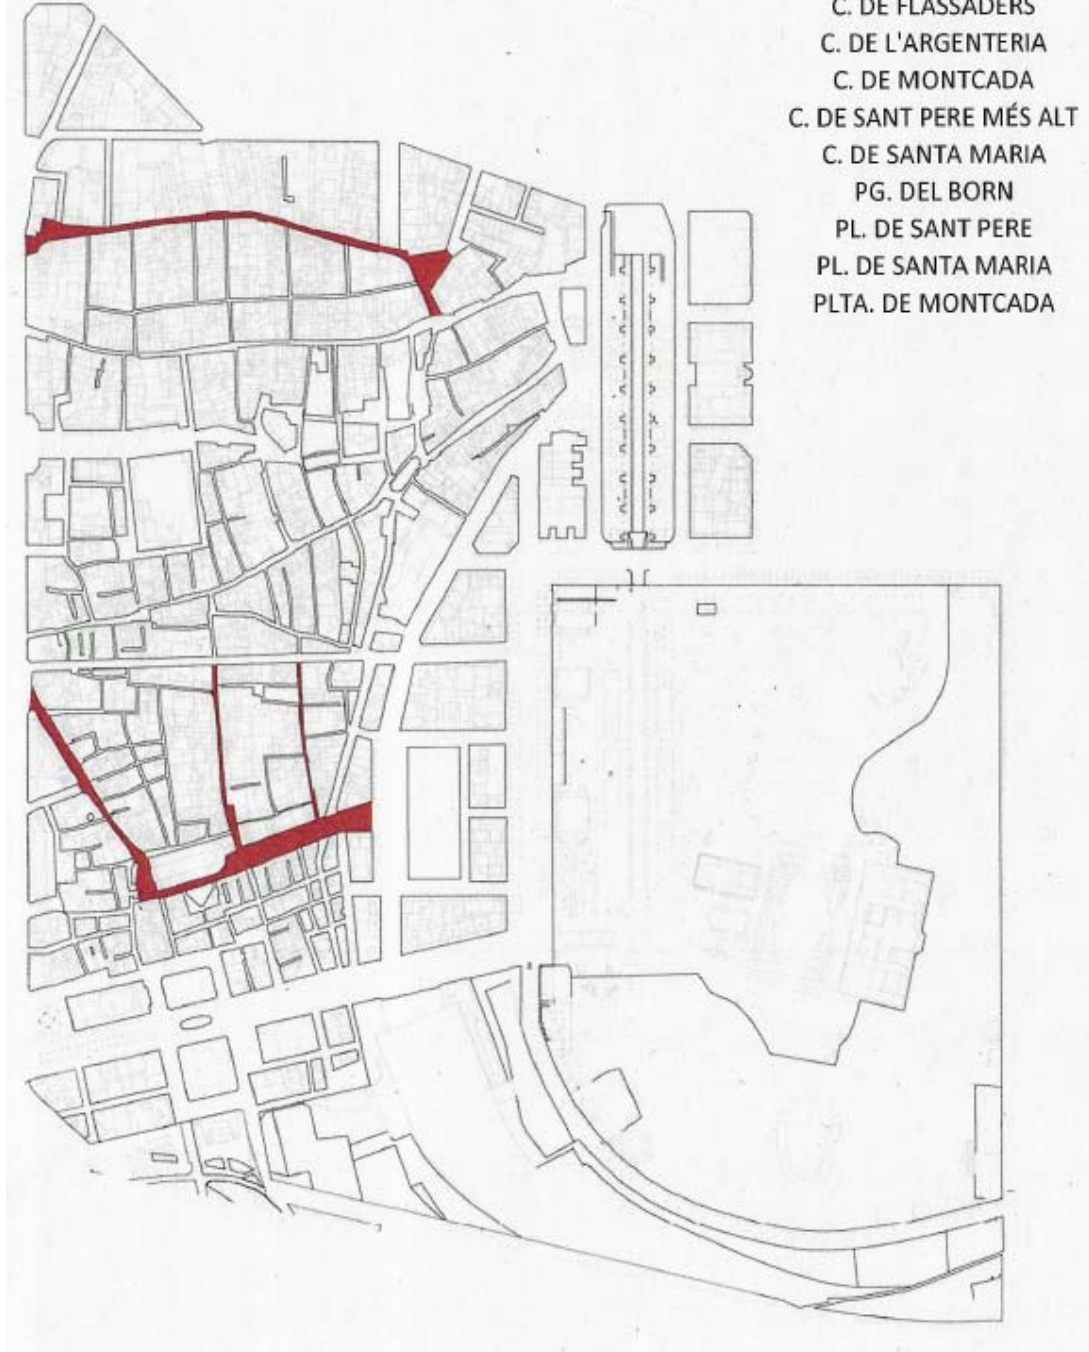 C. DE FLASSADERS
C. DE L'ARGENTERIA
C. DE MONTCADA
C. DE SANT PERE MÉS ALT
C. DE SANTA MARIA
PG. DEL BORN
PL. DE SANT PERE
PL. DE SANTA MARIA
PLTA. DE MONTCADA